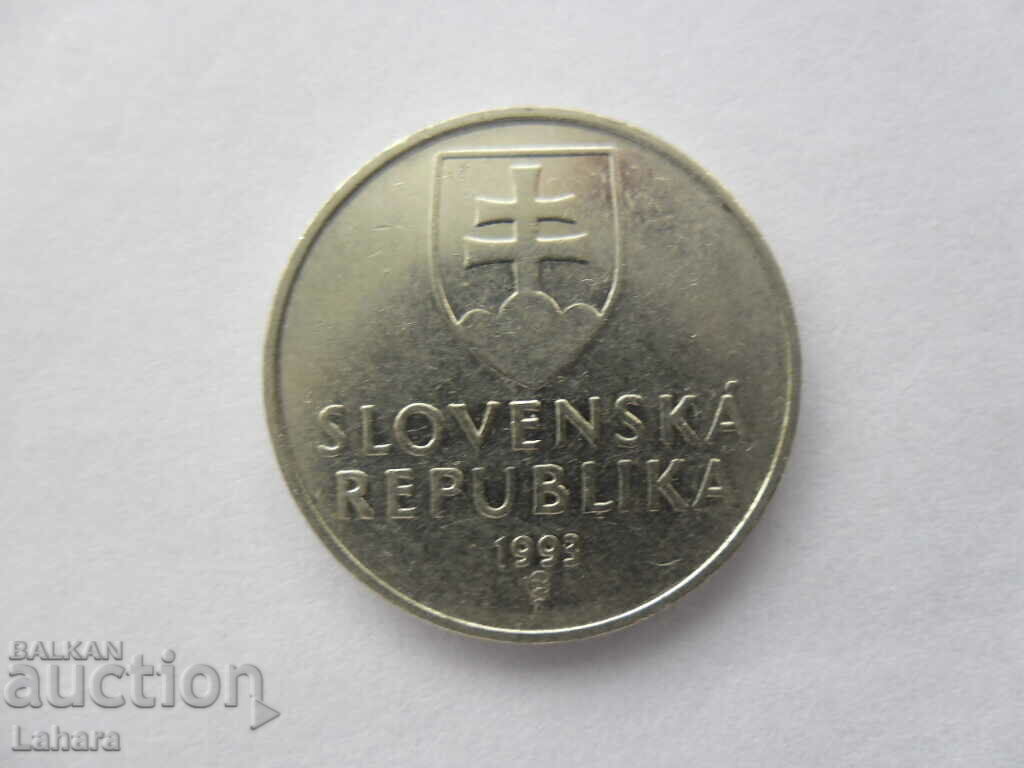 SLOVENSKÁ
REPUBLIKA
1993
BALKAN
auction
Lahara